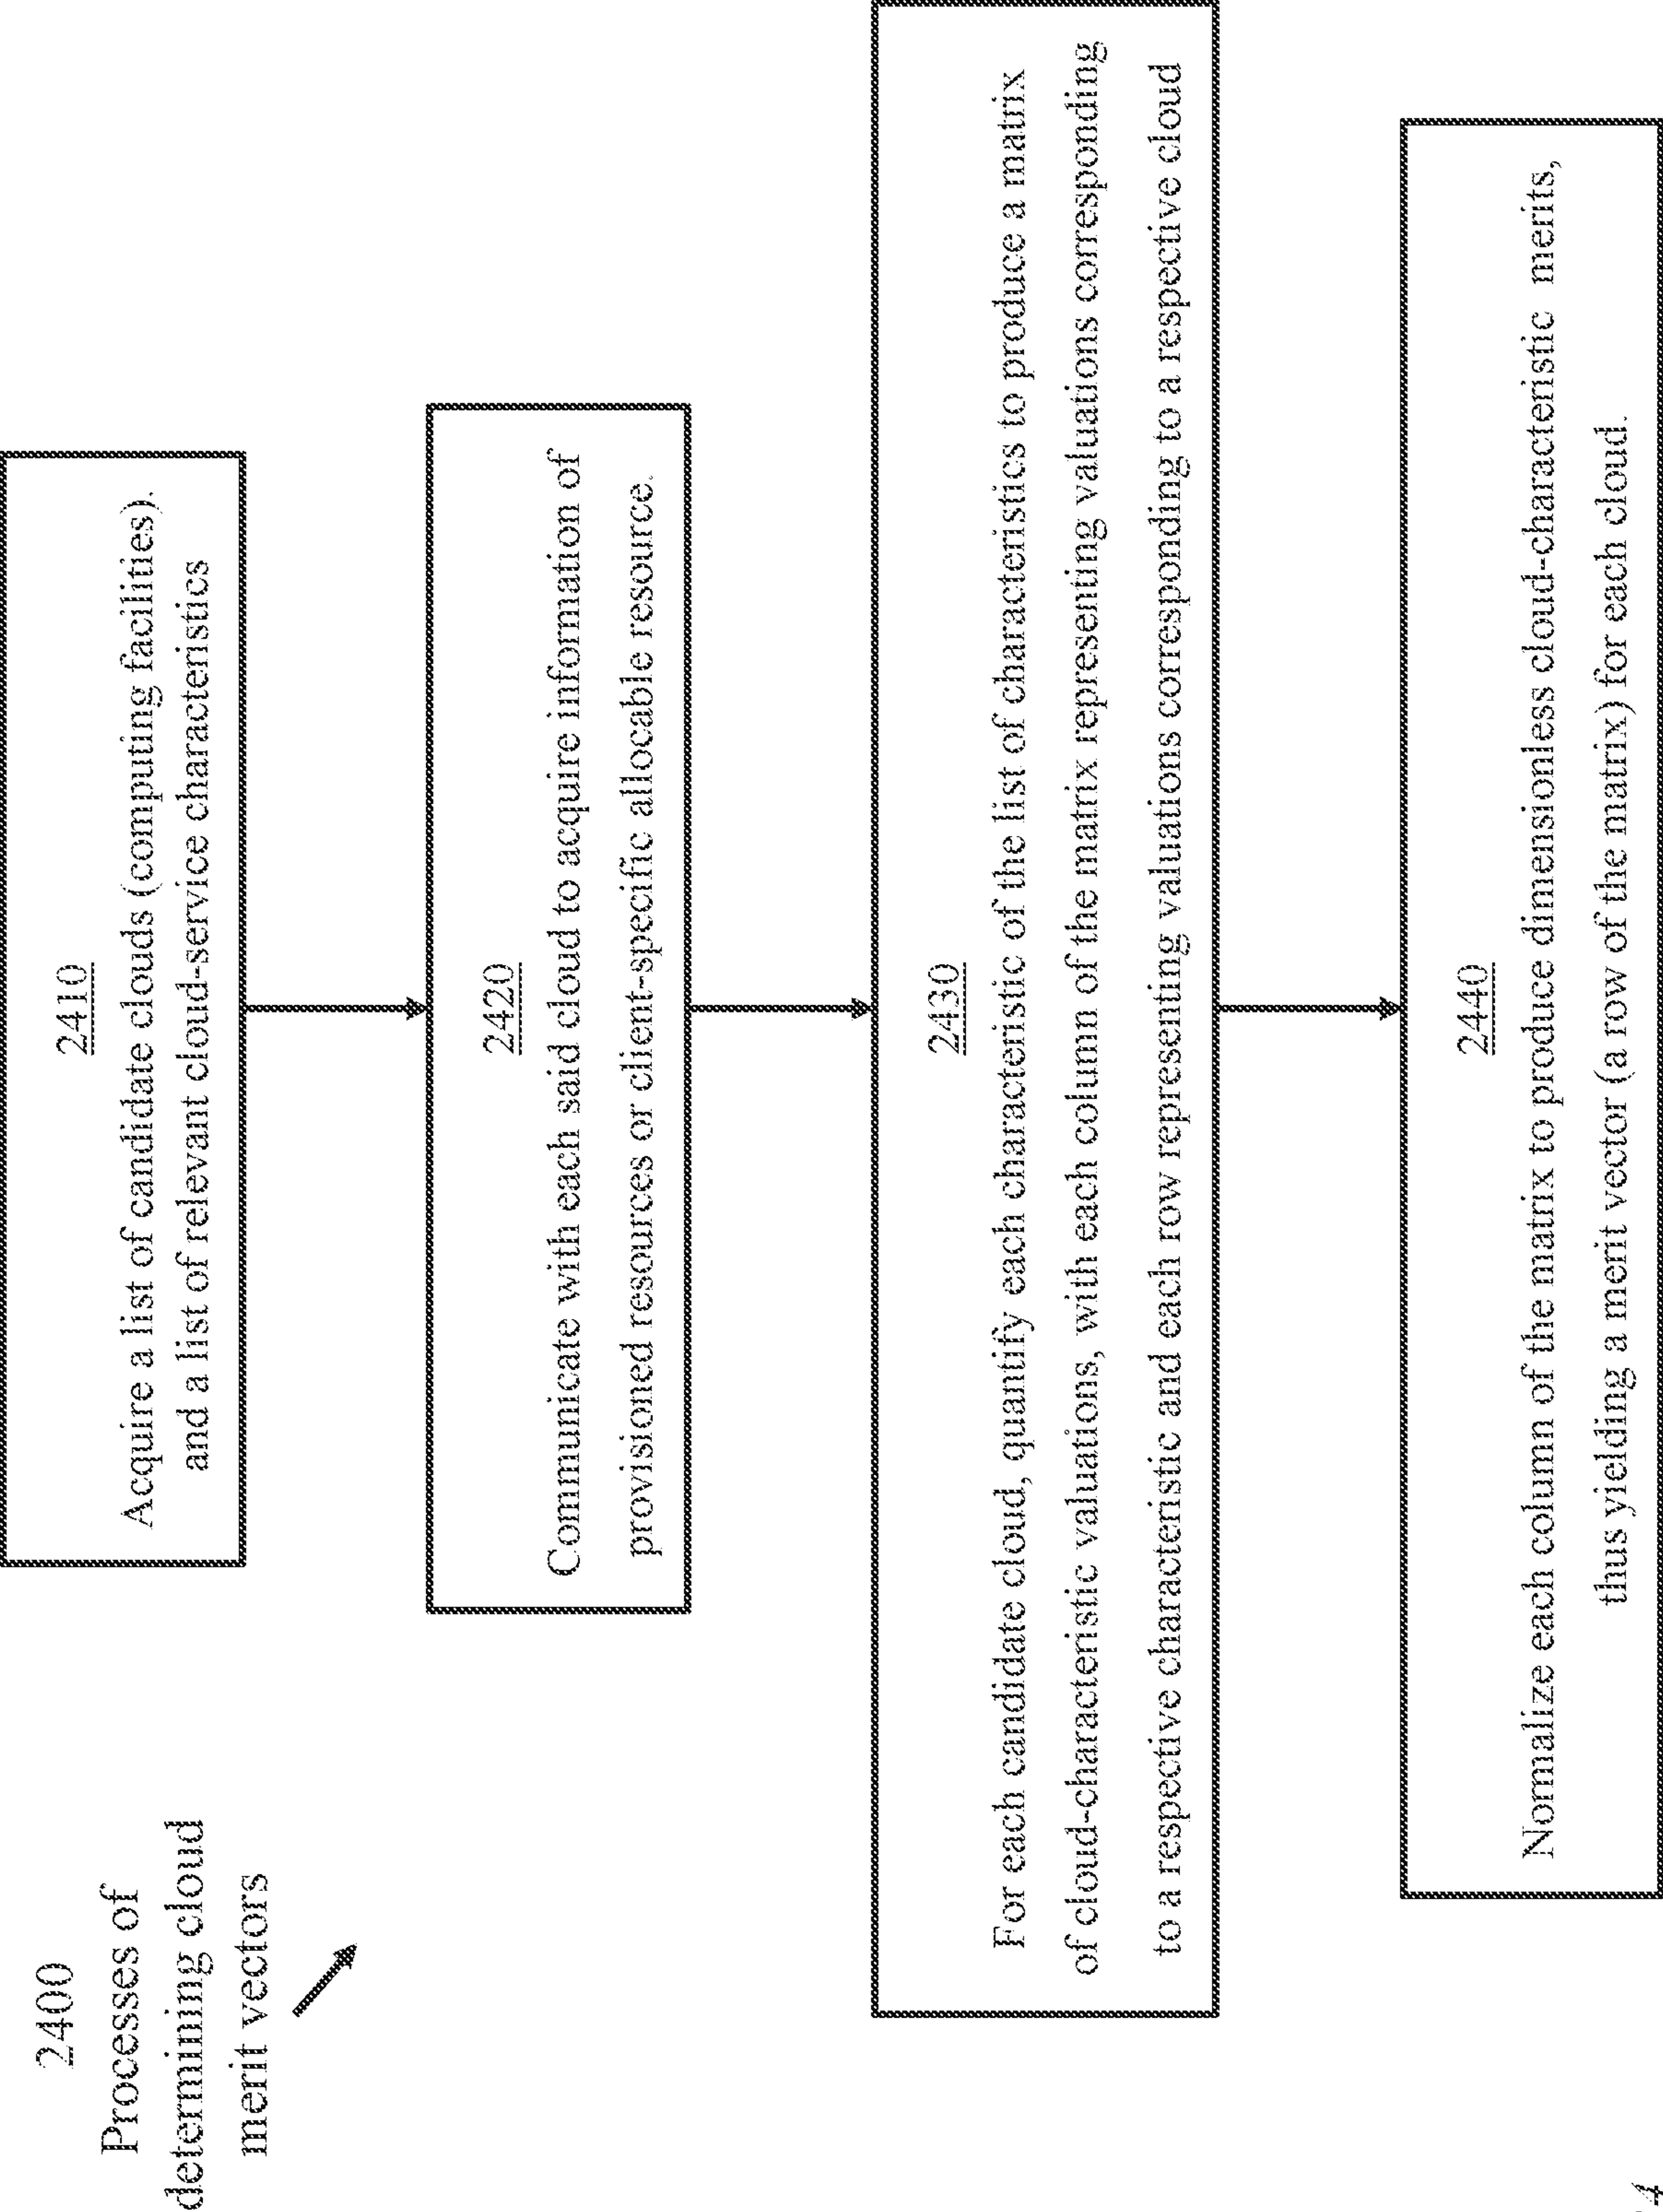 2400
Processes of
determining cloud
merit vectors
2410
Acquire a list of candidate clouds (computing facilities).
and a list of relevant cloud-service characteristics
2420
Communicate with each said cloud to acquire information of
provisioned resources or client-specific allocable resource.
2430
For each candidate cloud, quantify each characteristic of the list of characteristics to produce a matrix
of cloud-characteristic valuations, with each column of the matrix representing valuations corresponding
to a respective characteristic and each row representing valuations corresponding to a respective cloud
2440
Normalize each column of the matrix to produce dimensionless cloud-characteristic merits,
thus yielding a merit vector (a row of the matrix) for each cloud.